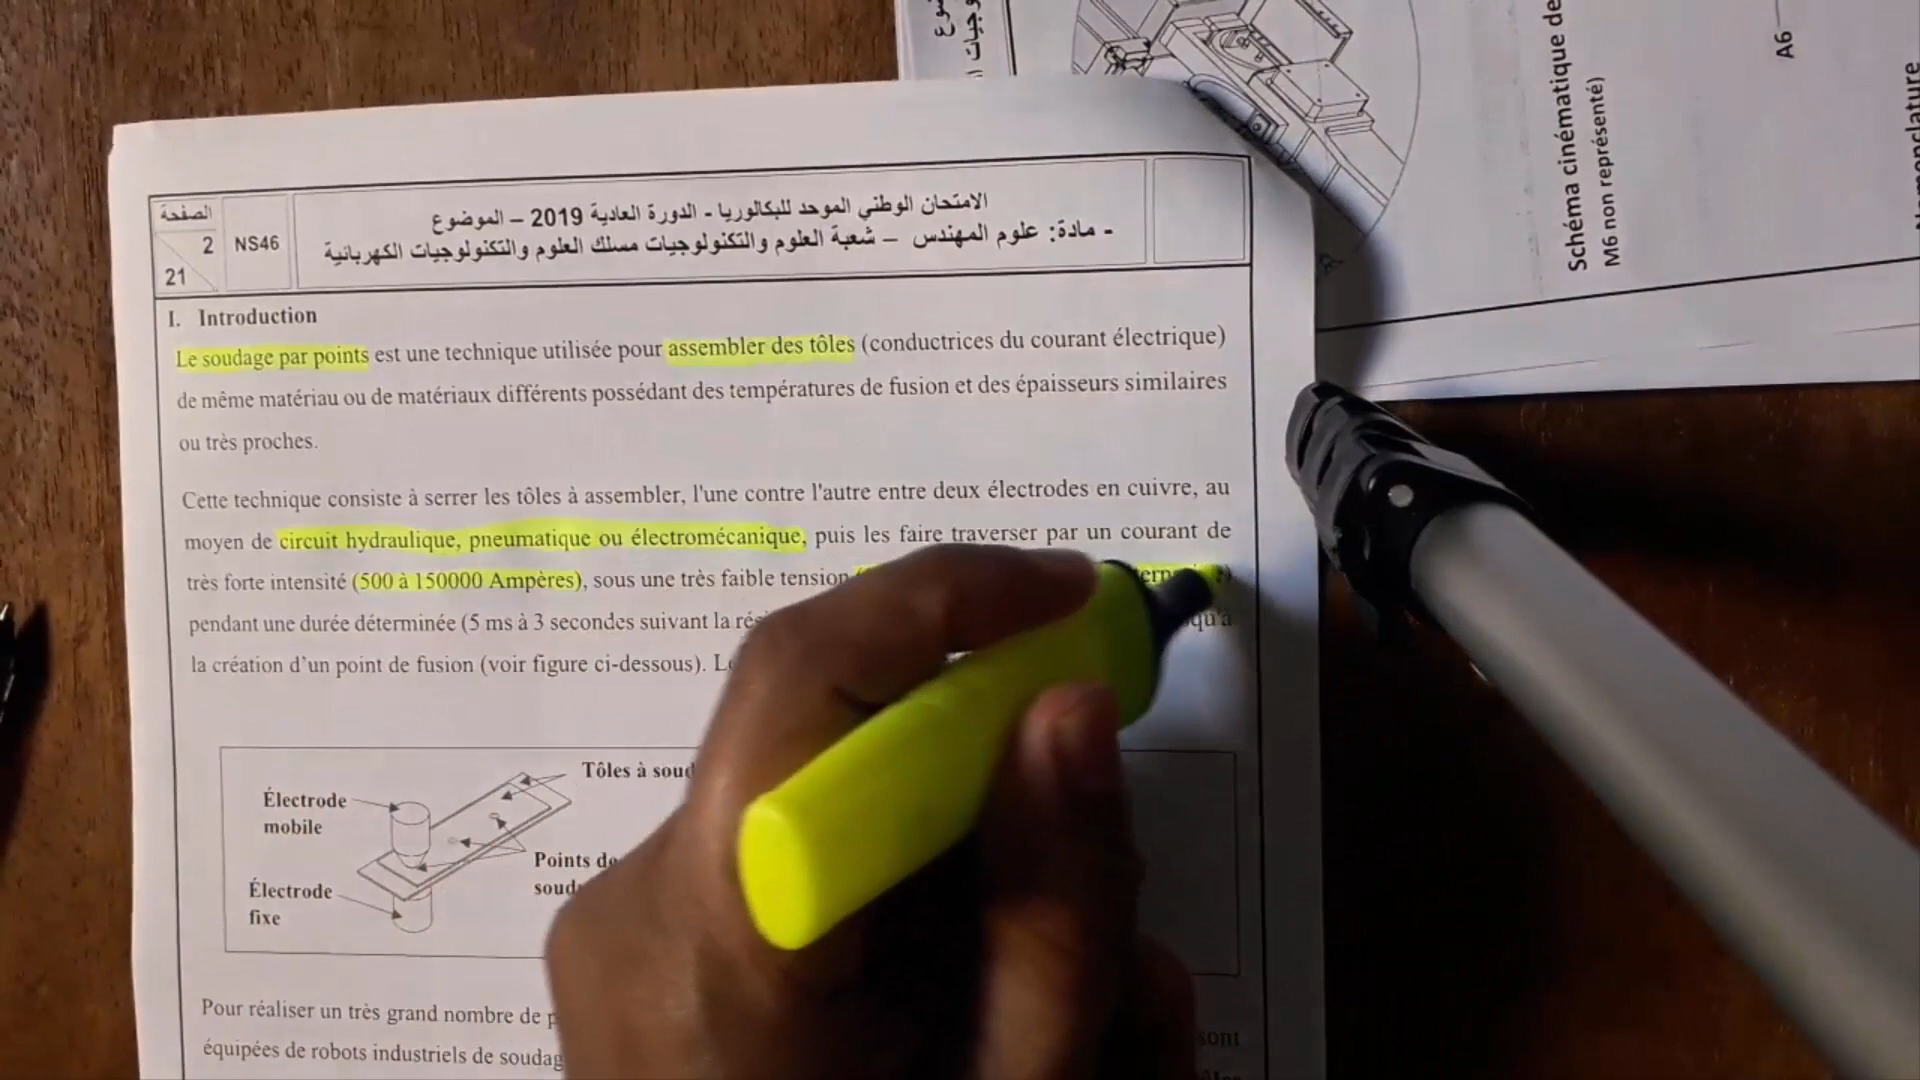 الصفحة
2
21
NS46
الامتحان الوطني الموحد للبكالوريا - الدورة العادية 2019 – الموضوع
- مادة: علوم المهندس – شعبة العلوم والتكنولوجيات مسلك العلوم والتكنولوجيات الكهربائية
I. Introduction
Le soudage par points est une technique utilisée pour assembler des tôles (conductrices du courant électrique)
de même matériau ou de matériaux différents possédant des températures de fusion et des épaisseurs similaires
ou très proches.
Cette technique consiste à serrer les tôles à assembler, l'une contre l'autre entre deux électrodes en cuivre, au
moyen de circuit hydraulique, pneumatique ou électromécanique, puis les faire traverser par un courant de
très forte intensité (500 à 150000 Ampères), sous une très faible tension
pendant une durée déterminée (5 ms à 3 secondes suivant la
la création d'un point de fusion (voir figure ci-dessous).
Électrode
mobile
Tôles à
Points
Électrode
fixe
Pour réaliser un très grand nombre de
sont
équipées de robots industriels de
Schéma cinématique de
M6 non représenté)
A6